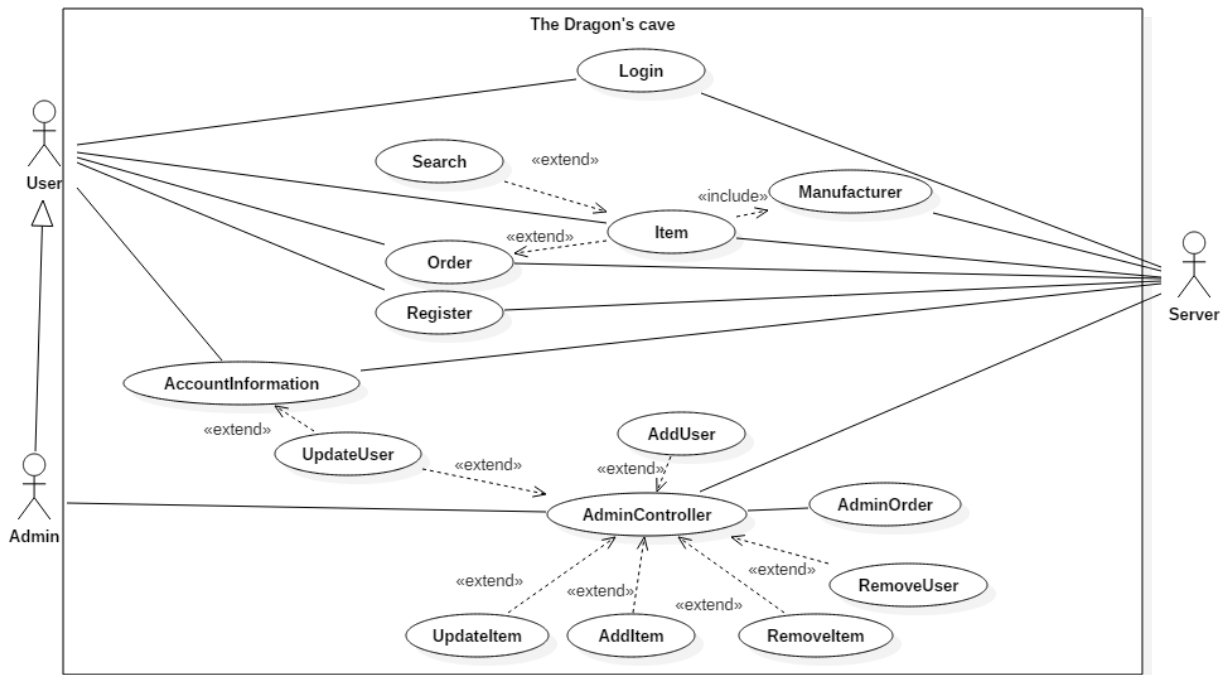 The Dragon's cave
Login
Search
«extend»
Manufacturer
«include»
User
Item
«extend»
Order
Register
Server
AccountInformation
«extend»
AddUser
UpdateUser
«extend»
«extend»
AdminController
AdminOrder
Admin
«extend»
«extend»
«extend»
«extend»
RemoveUser
UpdateItem
AddItem
RemoveItem